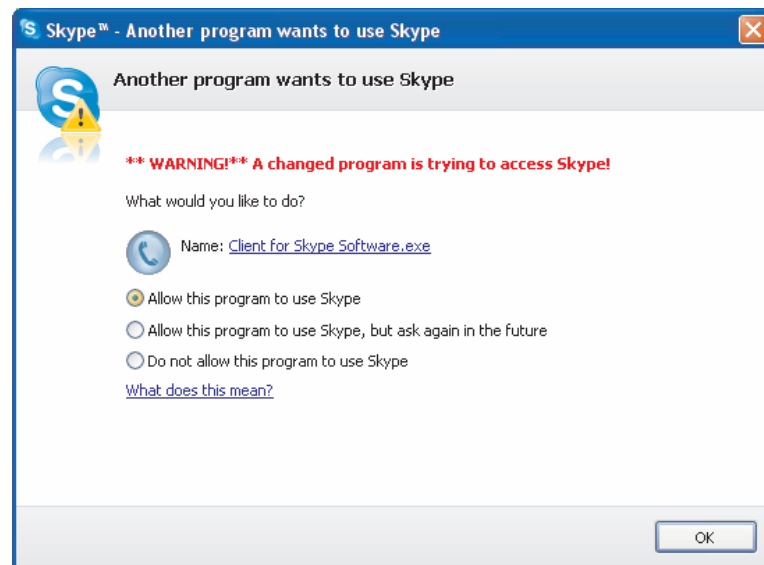 Skype™ - Another program wants to use Skype
Another program wants to use Skype
** WARNING!** A changed program is trying to access Skype!
What would you like to do?
Name: Client for Skype Software.exe
Allow this program to use Skype
Allow this program to use Skype, but ask again in the future
Do not allow this program to use Skype
What does this mean?
OK